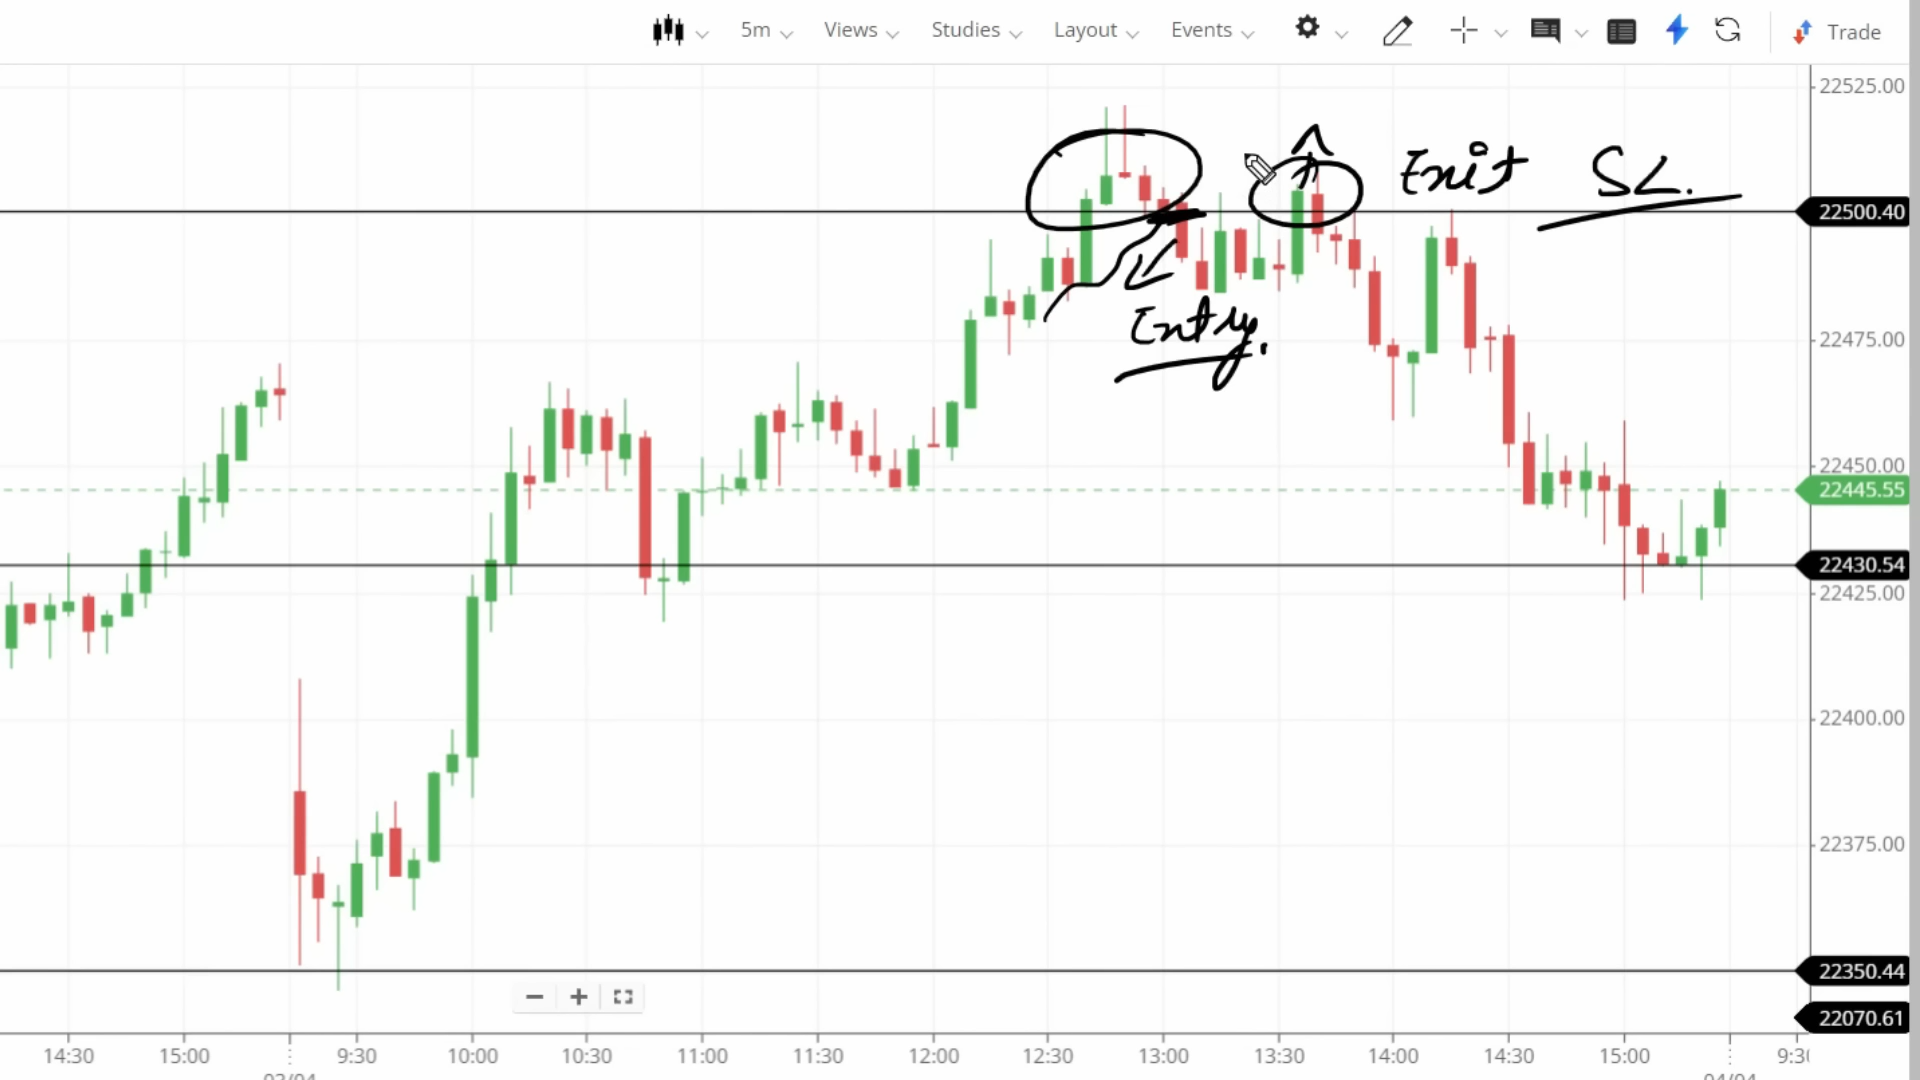 5m Views Studies Layout Events Trade
22525.00
Exit SL.
22500.40
Entry.
22475.00
22450.00
22445.55
22430.54
22425.00
22400.00
22375.00
22350.44
22070.61
14:30 15:00 9:30 10:00 10:30 11:00 11:30 12:00 12:30 13:00 13:30 14:00 14:30 15:00